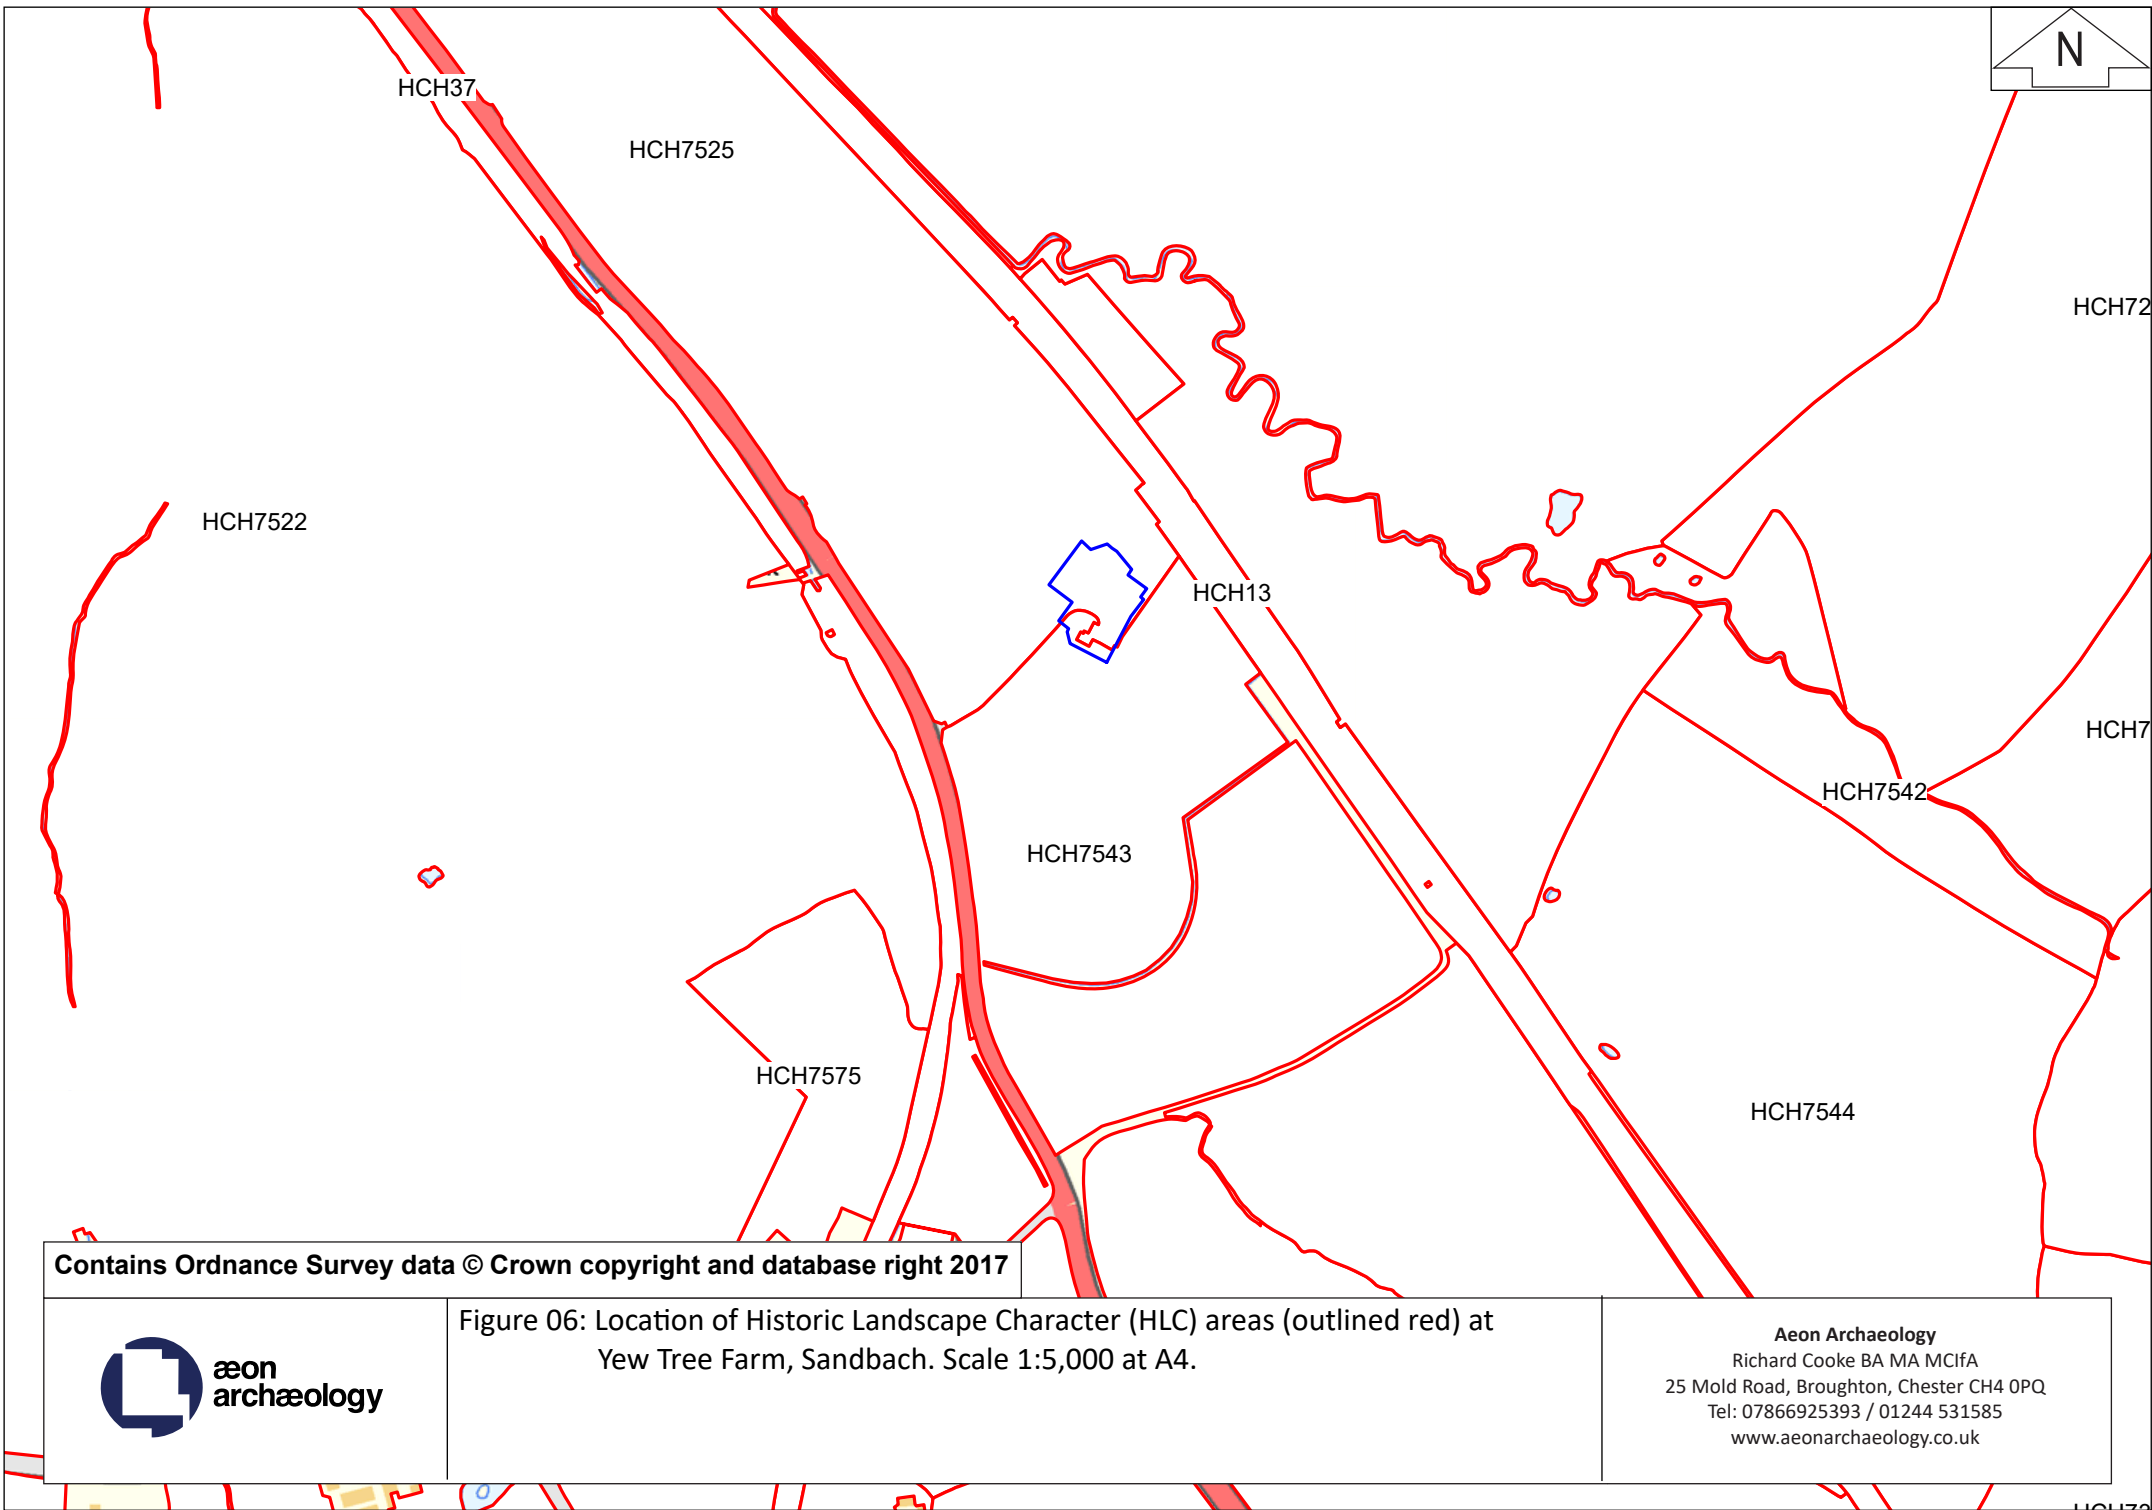 N
HCH37
HCH7525
HCH72
HCH7522
HCH13
HCH7
HCH7542
HCH7543
HCH7575
HCH7544
Contains Ordnance Survey data © Crown copyright and database right 2017
æon
archæology
Figure 06: Location of Historic Landscape Character (HLC) areas (outlined red) at
Yew Tree Farm, Sandbach. Scale 1:5,000 at A4.
Aeon Archaeology
Richard Cooke BA MA MCIfA
25 Mold Road, Broughton, Chester CH4 0PQ
Tel: 07866925393 / 01244 531585
www.aeonarchaeology.co.uk